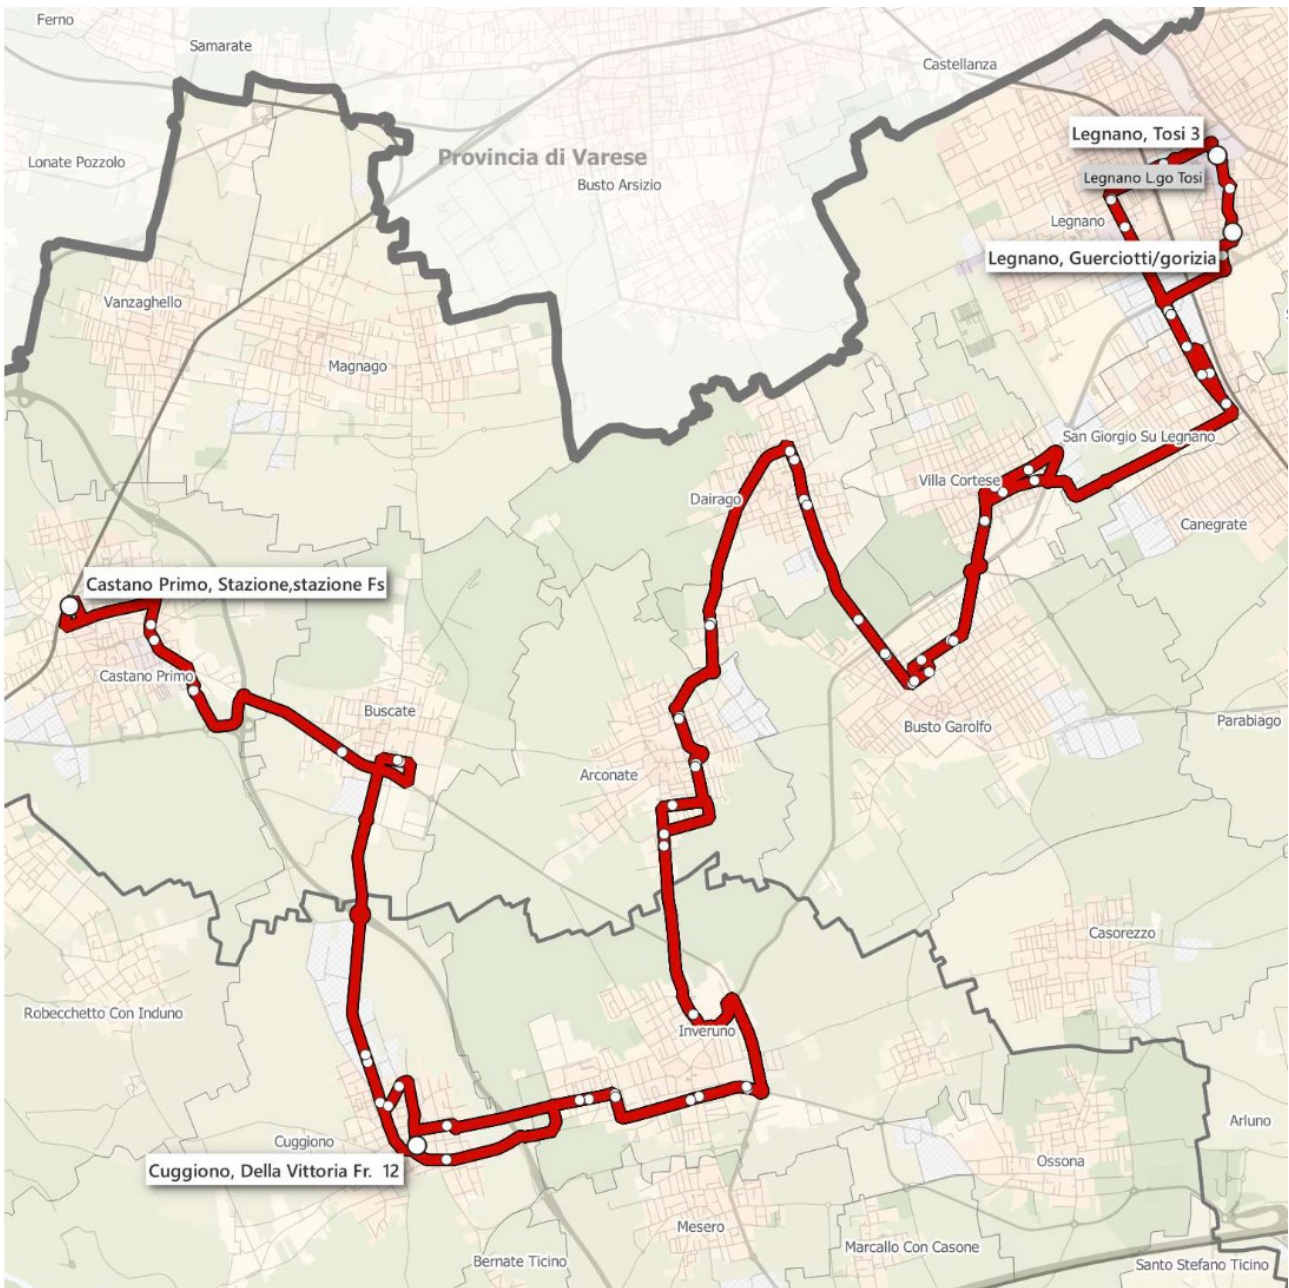 Ferno
Samarate
Castellanza
Legnano, Tosi 3
Provincia di Varese
Lonate Pozzolo
Busto Arsizio
Legnano L.go Tosi
Legnano
Legnano, Guerciotti/gorizia
Vanzaghello
Magnago
San Giorgio Su Legnano
Villa Cortese
Dairago
Canegrate
Castano Primo, Stazione,stazione Fs
Castano Primo
Buscate
Parabiago
Busto Garolfo
Arconate
Casorezzo
Robecchetto Con Induno
Inveruno
Arluno
Cuggiono
Ossona
Cuggiono, Della Vittoria Fr. 12
Mesero
Marcallo Con Casone
Bernate Ticino
Santo Stefano Ticino